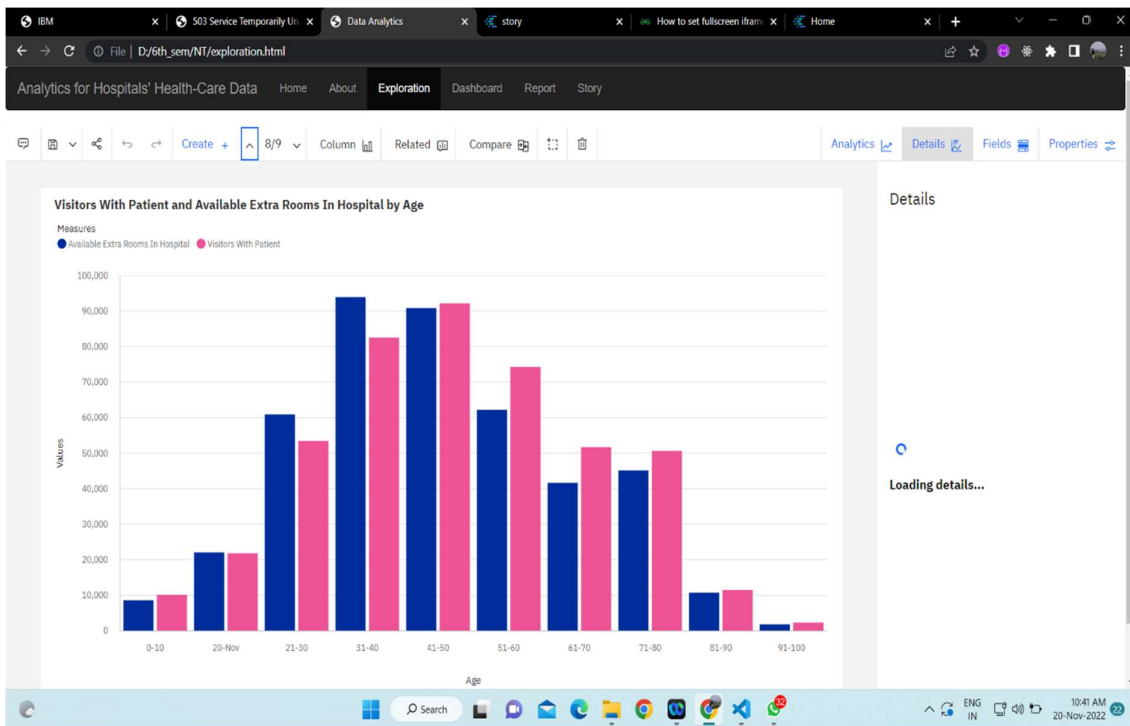 IBM
503 Service Temporarily Un
Data Analytics
story
How to set fullscreen ifram
Home
File | D:/6th_sem/NT/exploration.html
Analytics for Hospitals' Health-Care Data Home About Exploration Dashboard Report Story
Create + 8/9 Column Related Compare Analytics Details Fields Properties
Visitors With Patient and Available Extra Rooms In Hospital by Age
Measures
Available Extra Rooms In Hospital Visitors With Patient
100,000
90,000
80,000
70,000
60,000
50,000
40,000
30,000
20,000
10,000
0
Values
0-10 20-Nov 21-30 31-40 41-50 51-60 61-70 71-80 81-90 91-100
Age
Details
Loading details...
Search
32
ENG
IN
10:41 AM
20-Nov-2022
22